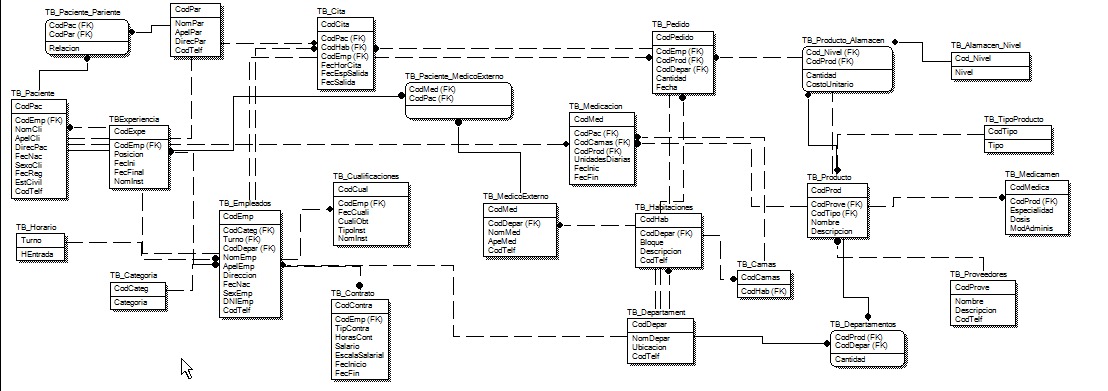 TB_Paciente_Pariente
CodPac (FK)
CodPar (FK)
Relacion
CodPar
NomPar
ApelPar
DirecPar
CodTelf
TB_Cita
CodCita
CodPac (FK)
CodHab (FK)
CodEmp (FK)
FecHorCita
FecEspSalida
FecSalida
TB_Pedido
CodPedido
CodEmp (FK)
CodProd (FK)
CodDepar (FK)
Cantidad
Fecha
TB_Producto_Alamacen
Cod_Nivel (FK)
CodProd (FK)
Cantidad
CostoUnitario
TB_Alamacen_Nivel
Cod_Nivel
Nivel
TB_Paciente
CodPac
CodEmp (FK)
NomCli
ApelCli
DirecPac
FecNac
SexoCli
FecReg
EstCivil
CodTelf
TBExperiencia
CodExpe
CodEmp (FK)
Posicion
FecIni
FecFinal
NomInst
TB_Paciente_MedicoExterno
CodMed (FK)
CodPac (FK)
TB_Medicacion
CodMed
CodPac (FK)
CodCamas (FK)
CodProd (FK)
UnidadesDiarias
FecInic
FecFin
TB_TipoProducto
CodTipo
Tipo
TB_Empleados
CodEmp
CodCateg (FK)
Turno (FK)
CodDepar (FK)
NomEmp
ApelEmp
Direccion
FecNac
SexEmp
DNIEmp
CodTelf
TB_Cualificaciones
CodCual
CodEmp (FK)
FecCuali
CualiObt
TipoInst
NomInst
TB_MedicoExterno
CodMed
CodDepar (FK)
NomMed
ApeMed
CodTelf
TB_Habitaciones
CodHab
CodDepar (FK)
Bloque
Descripcion
CodTelf
TB_Producto
CodProd
CodProve (FK)
CodTipo (FK)
Nombre
Descripcion
TB_Medicamen
CodMedica
CodProd (FK)
Especialidad
Dosis
ModAdminis
TB_Horario
Turno
HEntrada
TB_Categoria
CodCateg
Categoria
TB_Contrato
CodContra
CodEmp (FK)
TipContra
HorasCont
Salario
EscalaSalarial
FecInicio
FecFin
TB_Camas
CodCamas
CodHab (FK)
TB_Proveedores
CodProve
Nombre
Descripcion
CodTelf
TB_Departament
CodDepar
NomDepar
Ubicacion
CodTelf
TB_Departamentos
CodProd (FK)
CodDepar (FK)
Cantidad